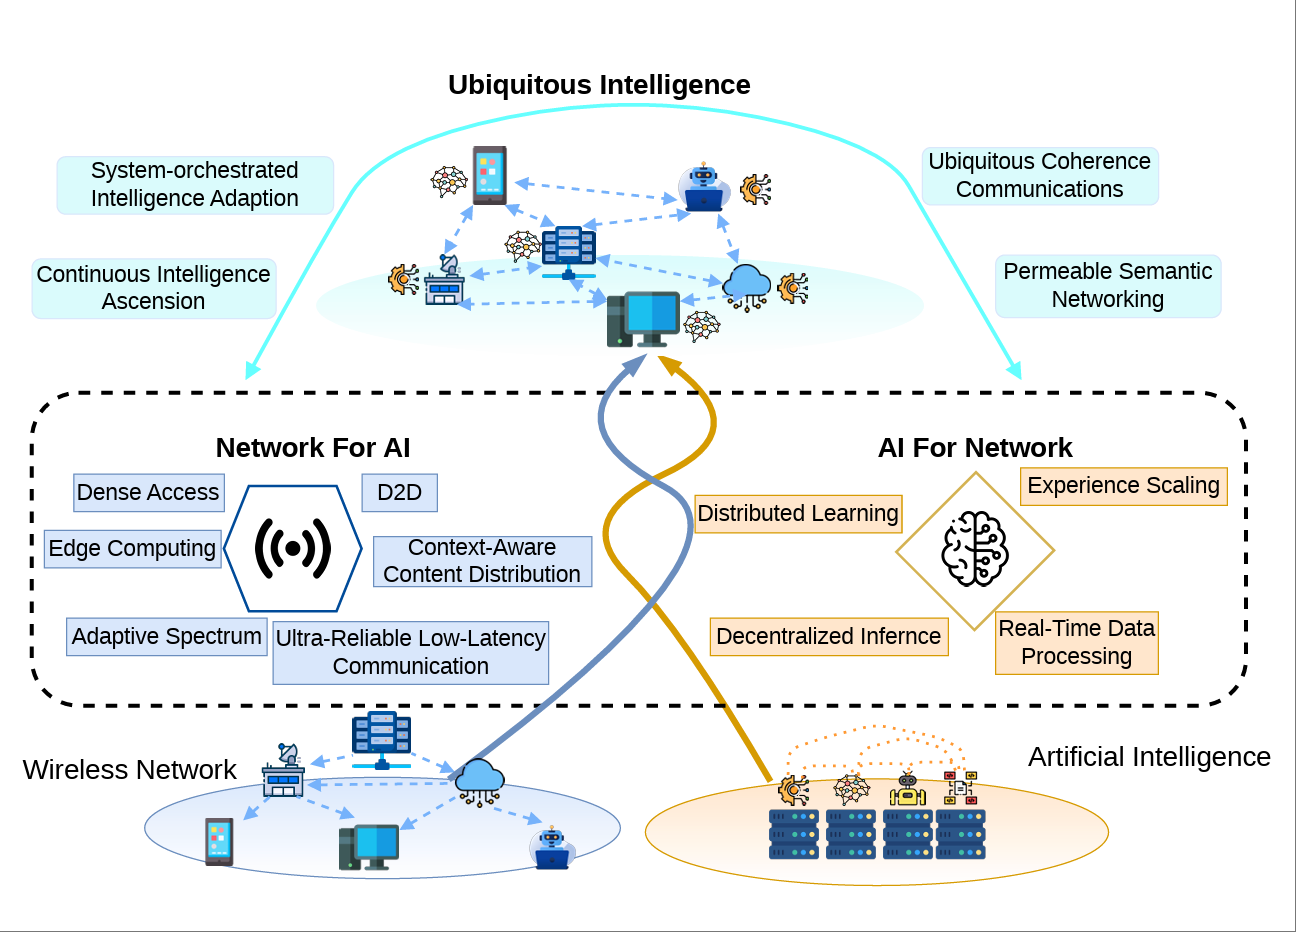 Ubiquitous Intelligence
System-orchestrated
Intelligence Adaption
Ubiquitous Coherence
Communications
Continuous Intelligence
Ascension
Permeable Semantic
Networking
Network For AI
AI For Network
Dense Access
D2D
Edge Computing
Context-Aware
Content Distribution
Adaptive Spectrum
Ultra-Reliable Low-Latency
Communication
Experience Scaling
Distributed Learning
Decentralized Infernce
Real-Time Data
Processing
Wireless Network
Artificial Intelligence